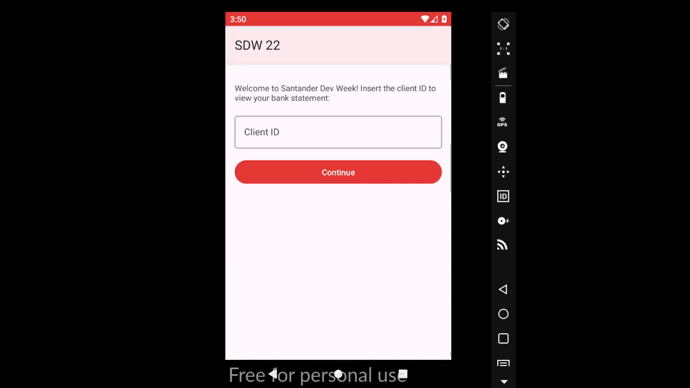 3:50
SDW 22
Welcome to Santander Dev Week! Insert the client ID to
view your bank statement:
Client ID
Continue
Free for personal use
GPS
ID